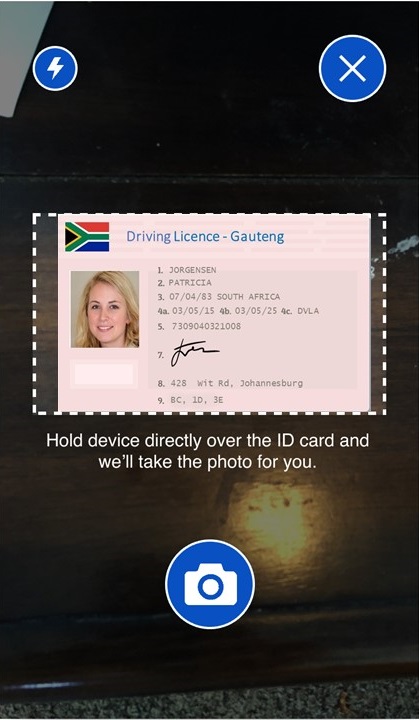 Driving Licence - Gauteng
1. JORGENSEN
2. PATRICIA
3. 07/04/83 SOUTH AFRICA
4a. 03/05/15 4b. 03/05/25 4c. DVLA
5. 7309040321008
7.
8. 428 Wit Rd, Johannesburg
9. BC, 1D, 3E
Hold device directly over the ID card and
we'll take the photo for you.